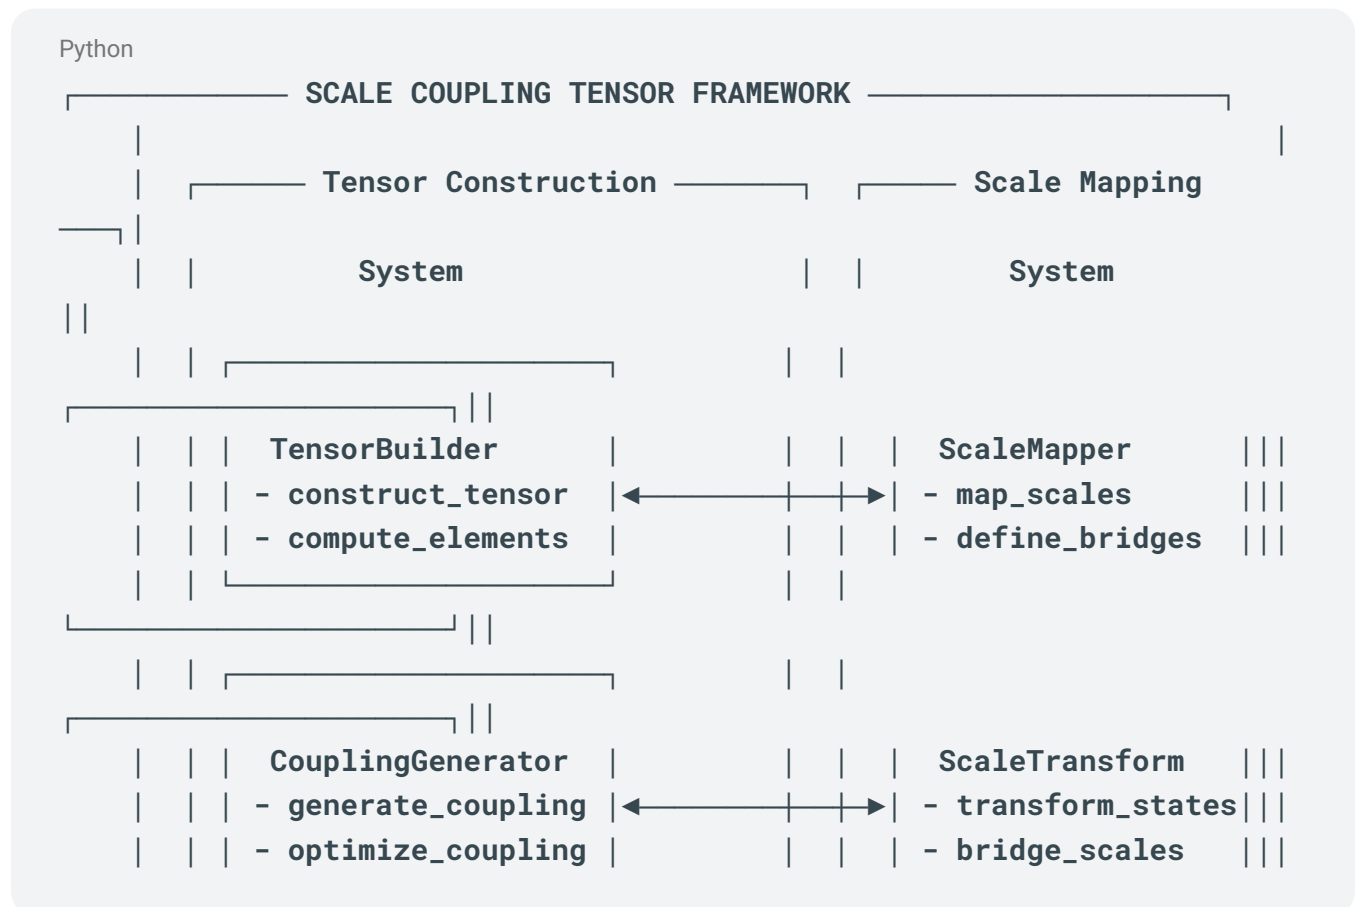 Python
┌──────────── SCALE COUPLING TENSOR FRAMEWORK ────────────────────┐
│ │
│ ┌────── Tensor Construction ───────┐ ┌───── Scale Mapping
───┐│
│ │ System │ │ System
││
│ │ ┌─────────────────────┐ │ │
┌─────────────────────┐││
│ │ │ TensorBuilder │ │ │ │ ScaleMapper │││
│ │ │ - construct_tensor │◄────────┼──┼─►│ - map_scales │││
│ │ │ - compute_elements │ │ │ │ - define_bridges │││
│ │ └─────────────────────┘ │ │
└─────────────────────┘││
│ │ ┌─────────────────────┐ │ │
┌─────────────────────┐││
│ │ │ CouplingGenerator │ │ │ │ ScaleTransform │││
│ │ │ - generate_coupling │◄────────┼──┼─►│ - transform_states│││
│ │ │ - optimize_coupling │ │ │ │ - bridge_scales │││